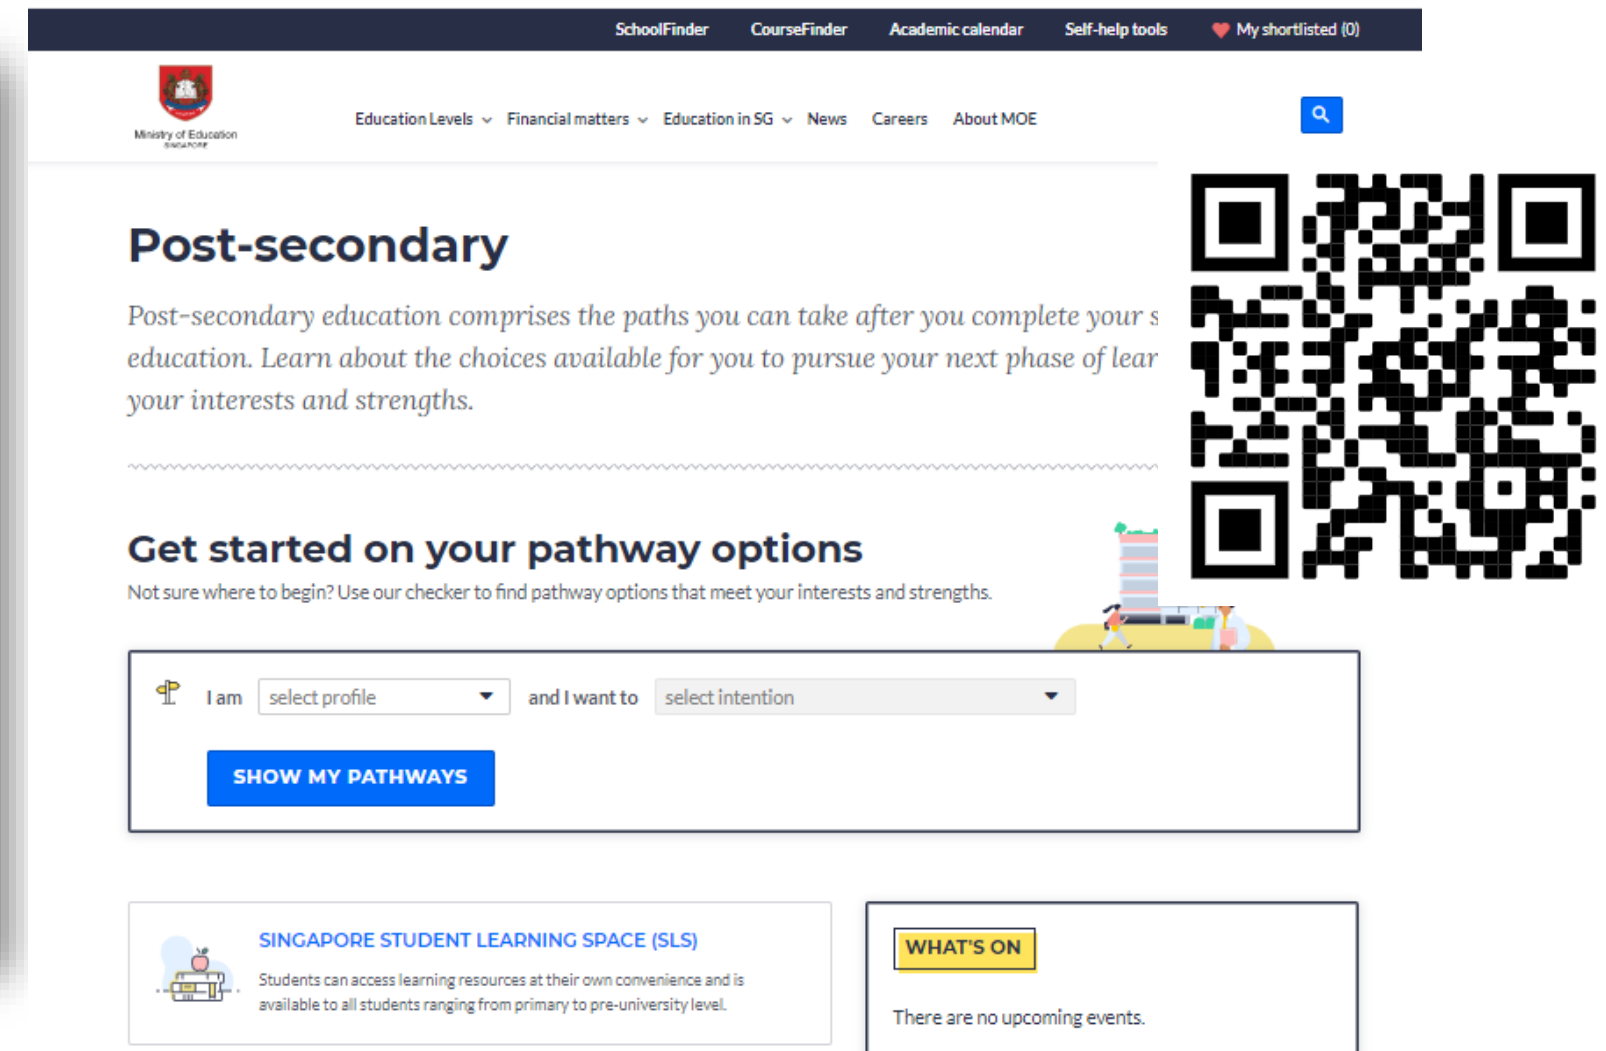 SchoolFinder CourseFinder Academic calendar Self-help tools My shortlisted (0)
Ministry of Education
SINGAPORE
Education Levels Financial matters Education in SG News Careers About MOE
Post-secondary
Post-secondary education comprises the paths you can take after you complete your s
education. Learn about the choices available for you to pursue your next phase of lear
your interests and strengths.
Get started on your pathway options
Not sure where to begin? Use our checker to find pathway options that meet your interests and strengths.
I am select profile and I want to select intention
SHOW MY PATHWAYS
SINGAPORE STUDENT LEARNING SPACE (SLS)
Students can access learning resources at their own convenience and is
available to all students ranging from primary to pre-university level.
WHAT'S ON
There are no upcoming events.